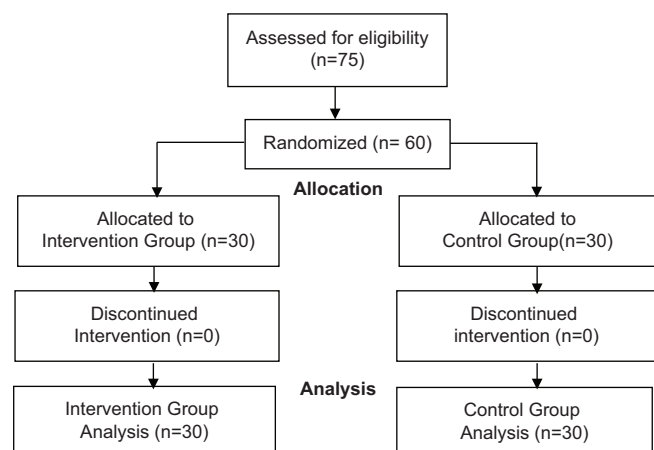 Assessed for eligibility
(n=75)
Randomized (n= 60)
Allocation
Allocated to
Intervention Group (n=30)
Allocated to
Control Group(n=30)
Discontinued
Intervention (n=0)
Discontinued
intervention (n=0)
Analysis
Intervention Group
Analysis (n=30)
Control Group
Analysis (n=30)